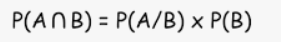 P(A∩B) = P(A/B) x P(B)